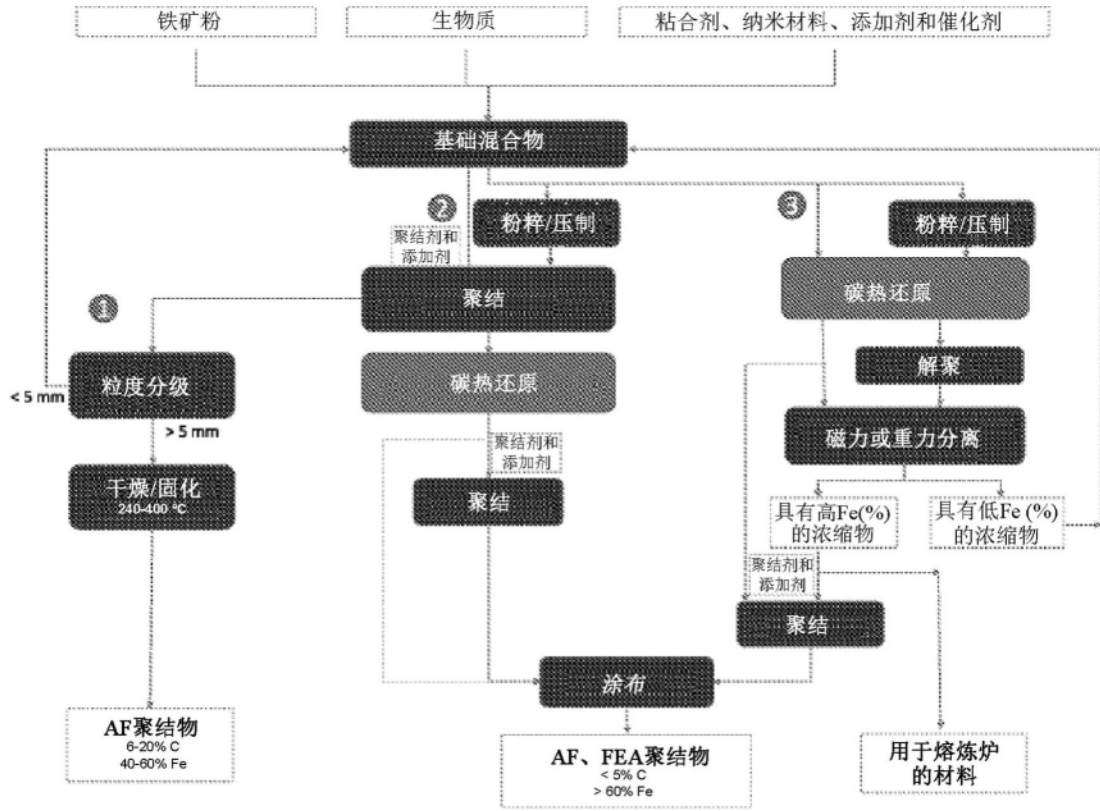 铁矿粉
生物质
粘合剂、纳米材料、添加剂和催化剂
基础混合物
②
③
粉粹/压制
粉粹/压制
聚结剂和
添加剂
聚结
碳热还原
①
粒度分级
碳热还原
解聚
< 5 mm
> 5 mm
磁力或重力分离
聚结剂和
添加剂
干燥/固化
240-400 ºC
聚结
具有高Fe(%)
的浓缩物
具有低Fe (%)
的浓缩物
聚结剂和
添加剂
聚结
涂布
AF聚结物
6-20% C
40-60% Fe
AF、FEA聚结物
< 5% C
> 60% Fe
用于熔炼炉
的材料